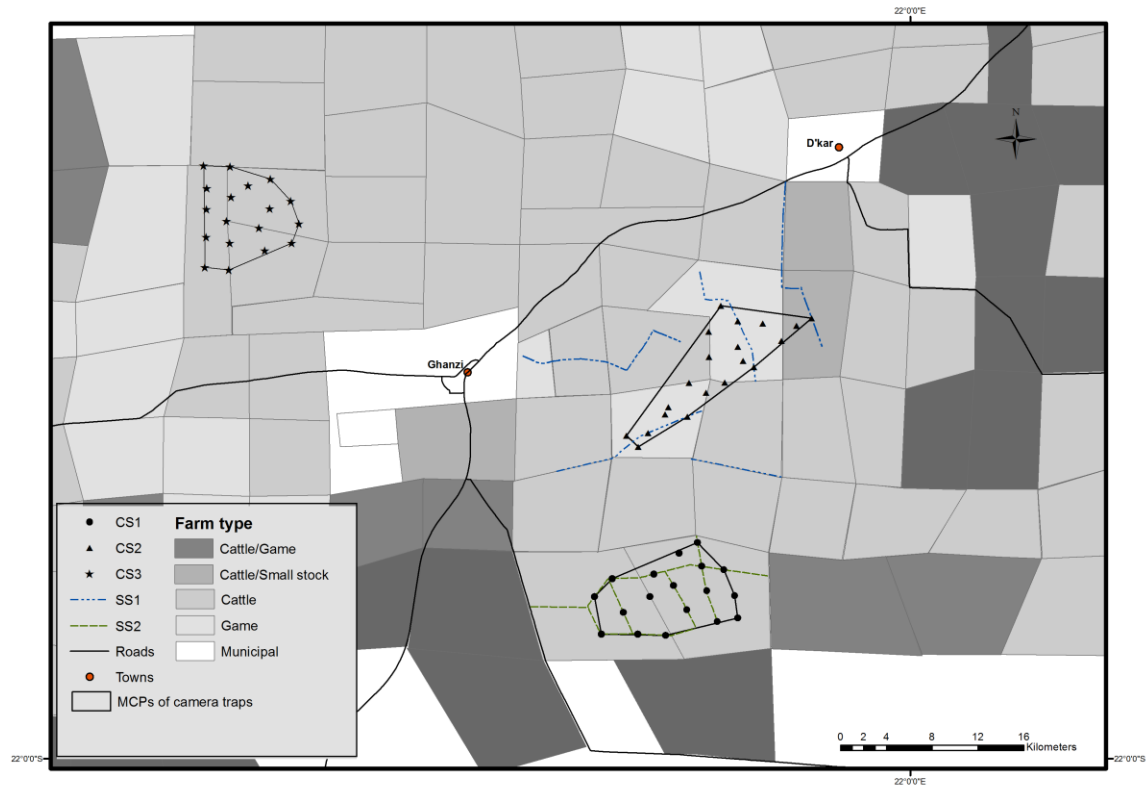 22°0'0"E
N
D'kar
Ghanzi
CS1
CS2
CS3
SS1
SS2
Roads
Towns
MCPs of camera traps
Farm type
Cattle/Game
Cattle/Small stock
Cattle
Game
Municipal
0 1 2 4 8 12 16
Kilometers
22°0'0"S
22°0'0"S
22°0'0"E